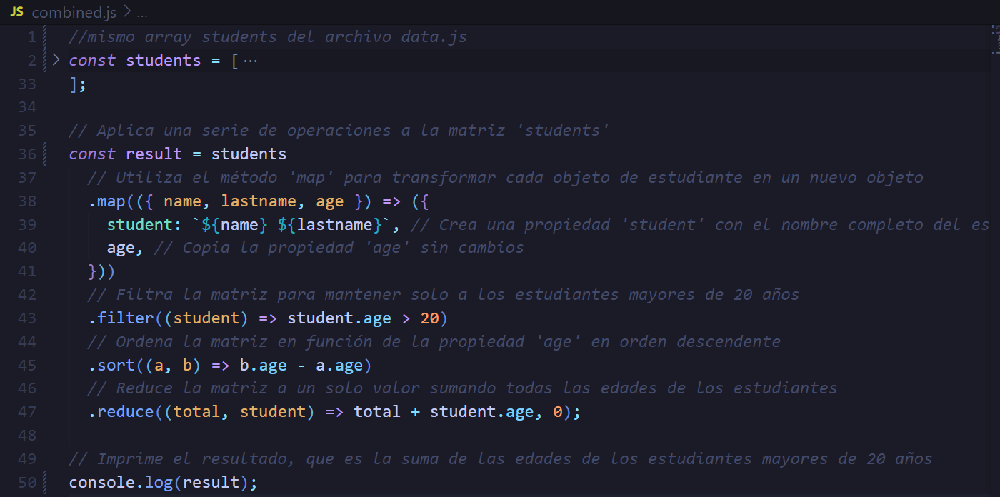 JS combined.js > ...
1 //mismo array students del archivo data.js
2 > const students = [ ...
33 ];
34
35 // Aplica una serie de operaciones a la matriz 'students'
36 const result = students
37 // Utiliza el método 'map' para transformar cada objeto de estudiante en un nuevo objeto
38 .map(({ name, lastname, age }) => ({
39 student: `${name} ${lastname}`, // Crea una propiedad 'student' con el nombre completo del es
40 age, // Copia la propiedad 'age' sin cambios
41 }))
42 // Filtra la matriz para mantener solo a los estudiantes mayores de 20 años
43 .filter((student) => student.age > 20)
44 // Ordena la matriz en función de la propiedad 'age' en orden descendente
45 .sort((a, b) => b.age - a.age)
46 // Reduce la matriz a un solo valor sumando todas las edades de los estudiantes
47 .reduce((total, student) => total + student.age, 0);
48
49 // Imprime el resultado, que es la suma de las edades de los estudiantes mayores de 20 años
50 console.log(result);